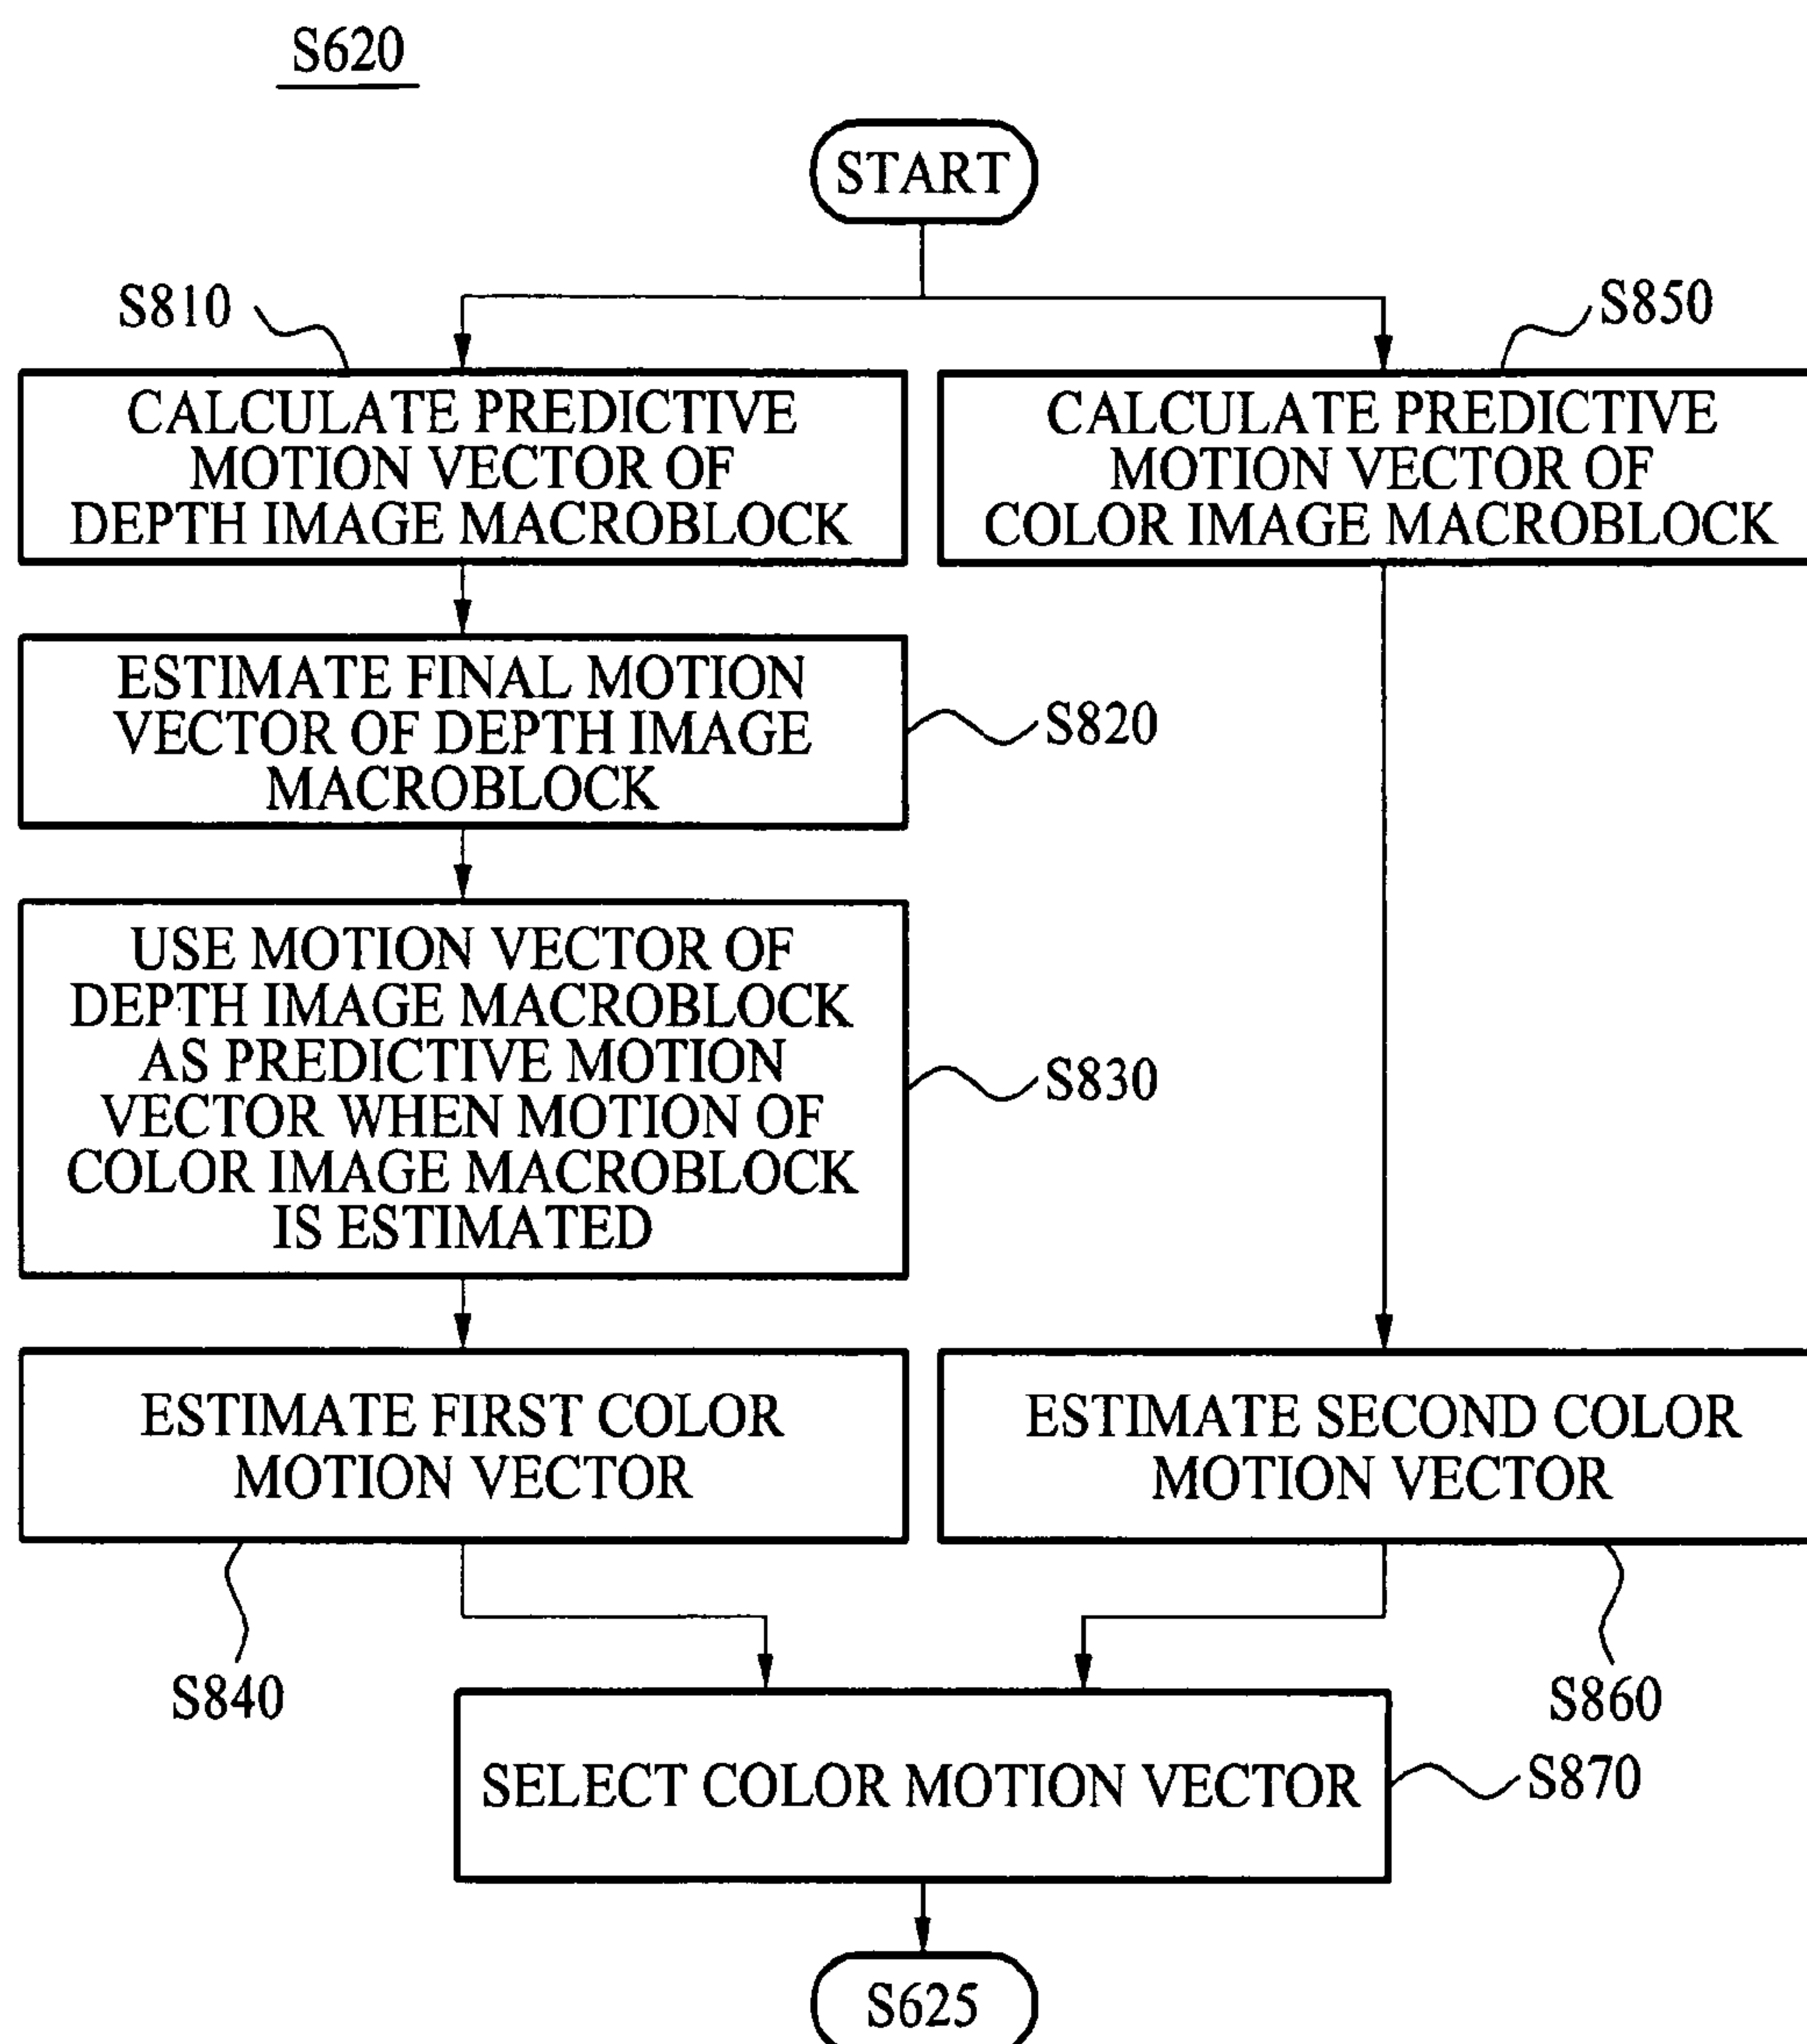 S620
START
S810
S850
CALCULATE PREDICTIVE
MOTION VECTOR OF
DEPTH IMAGE MACROBLOCK
CALCULATE PREDICTIVE
MOTION VECTOR OF
COLOR IMAGE MACROBLOCK
ESTIMATE FINAL MOTION
VECTOR OF DEPTH IMAGE
MACROBLOCK
S820
USE MOTION VECTOR OF
DEPTH IMAGE MACROBLOCK
AS PREDICTIVE MOTION
VECTOR WHEN MOTION OF
COLOR IMAGE MACROBLOCK
IS ESTIMATED
S830
ESTIMATE FIRST COLOR
MOTION VECTOR
ESTIMATE SECOND COLOR
MOTION VECTOR
S840
S860
SELECT COLOR MOTION VECTOR
S870
S625